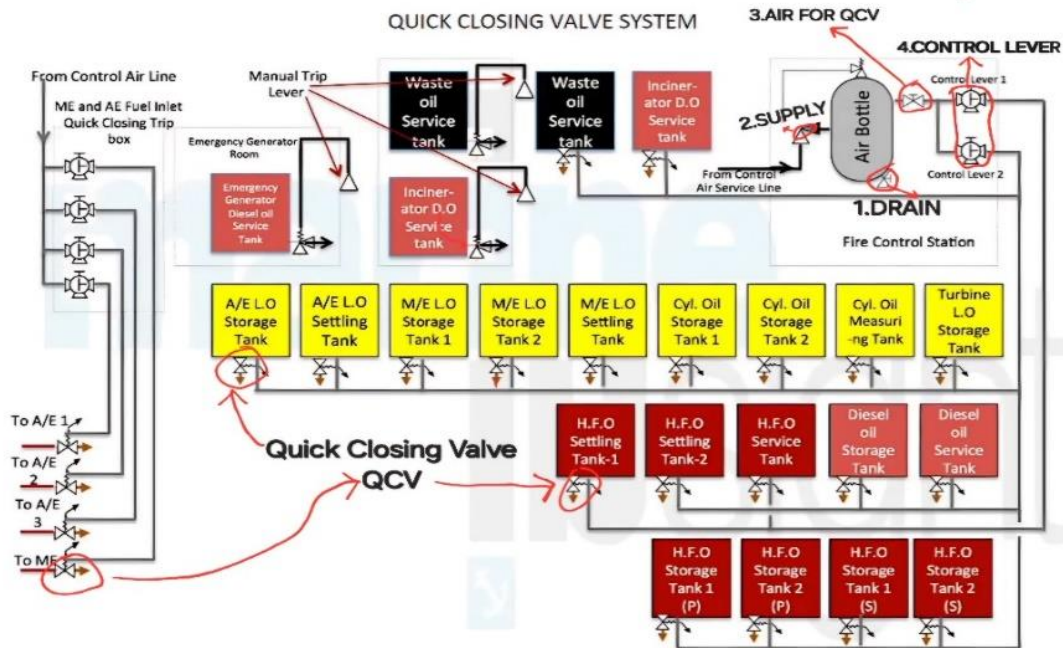 QUICK CLOSING VALVE SYSTEM
3.AIR FOR QCV
4.CONTROL LEVER
From Control Air Line
ME and AE Fuel Inlet
Quick Closing Trip
box
Manual Trip
Lever
Emergency Generator
Room
Emergency
Generator
Diesel oil
Service
Tank
Waste
oil
Service
tank
Inciner-
ator D.O
Service
tank
Waste
oil
Service
tank
Inciner-
ator D.O
Service
tank
2.SUPPLY
Air Bottle
From Control
Air Service Line
Control Lever 1
Control Lever 2
1.DRAIN
Fire Control Station
A/E L.O
Storage
Tank
A/E L.O
Settling
Tank
M/E L.O
Storage
Tank 1
M/E L.O
Storage
Tank 2
M/E L.O
Settling
Tank
Cyl. Oil
Storage
Tank 1
Cyl. Oil
Storage
Tank 2
Cyl. Oil
Measuri
-ng Tank
Turbine
L.O
Storage
Tank
To A/E 1
To A/E
2
To A/E
3
To ME
Quick Closing Valve
QCV
H.F.O
Settling
Tank-1
H.F.O
Settling
Tank-2
H.F.O
Service
Tank
Diesel
oil
Storage
Tank
Diesel
oil
Service
Tank
H.F.O
Storage
Tank 1
(P)
H.F.O
Storage
Tank 2
(P)
H.F.O
Storage
Tank 1
(S)
H.F.O
Storage
Tank 2
(S)